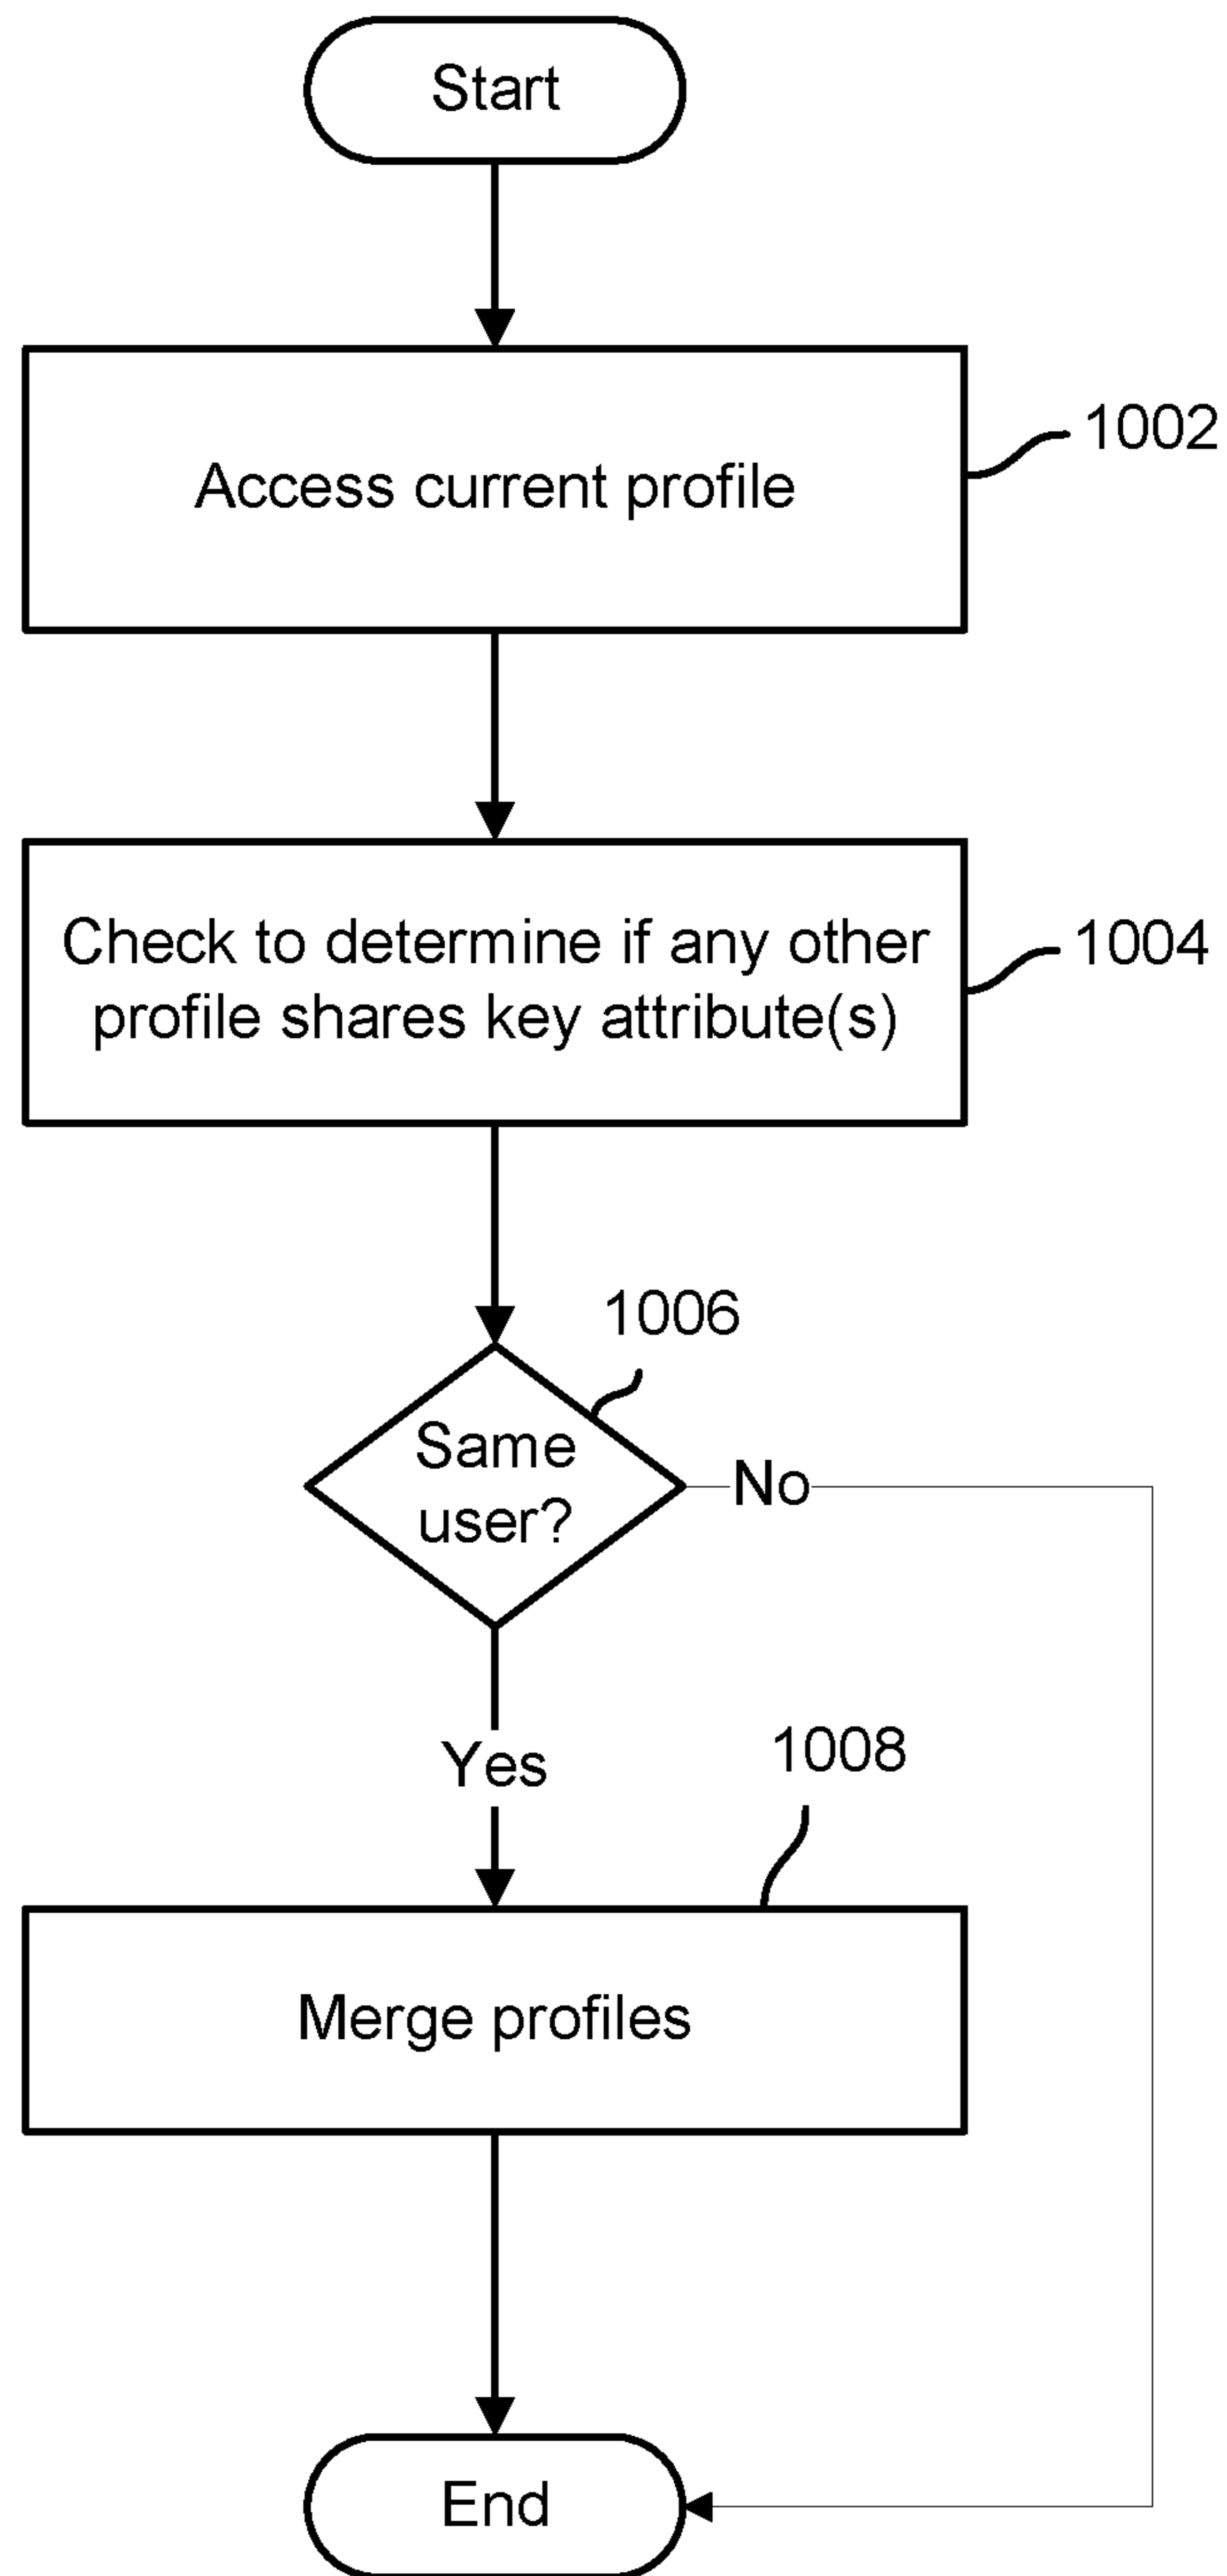 Start
Access current profile
1002
Check to determine if any other
profile shares key attribute(s)
1004
1006
Same
user?
No
Yes
1008
Merge profiles
End